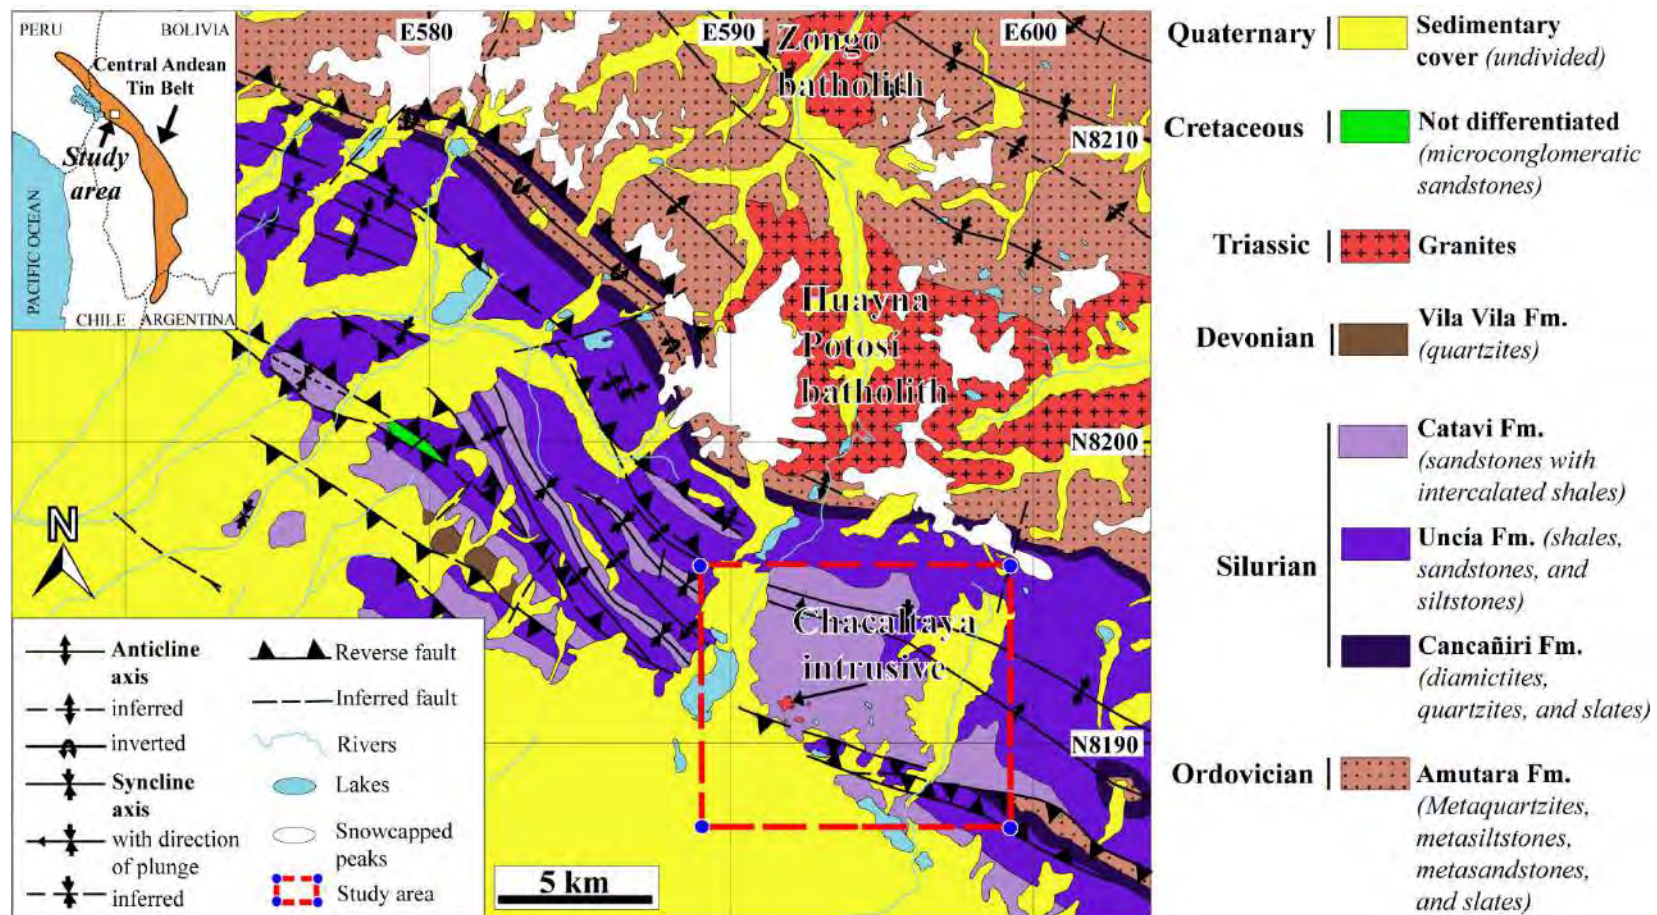 PERU
BOLIVIA
Central Andean
Tin Belt
Study
area
PACIFIC OCEAN
CHILE
ARGENTINA
E580
E590
E600
Zongo
batholith
N8210
Huayna
Potosí
batholith
N8200
Chacaltaya
intrusive
N8190
N
5 km
Anticline
axis
inferred
inverted
Syncline
axis
with direction
of plunge
inferred
Reverse fault
Inferred fault
Rivers
Lakes
Snowcapped
peaks
Study area
Quaternary
Sedimentary
cover (undivided)
Cretaceous
Not differentiated
(microconglomeratic
sandstones)
Triassic
Granites
Devonian
Vila Vila Fm.
(quartzites)
Silurian
Catavi Fm.
(sandstones with
intercalated shales)
Uncía Fm. (shales,
sandstones, and
siltstones)
Cancañiri Fm.
(diamictites,
quartzites, and slates)
Ordovician
Amutara Fm.
(Metaquartzites,
metasiltstones,
metasandstones,
and slates)